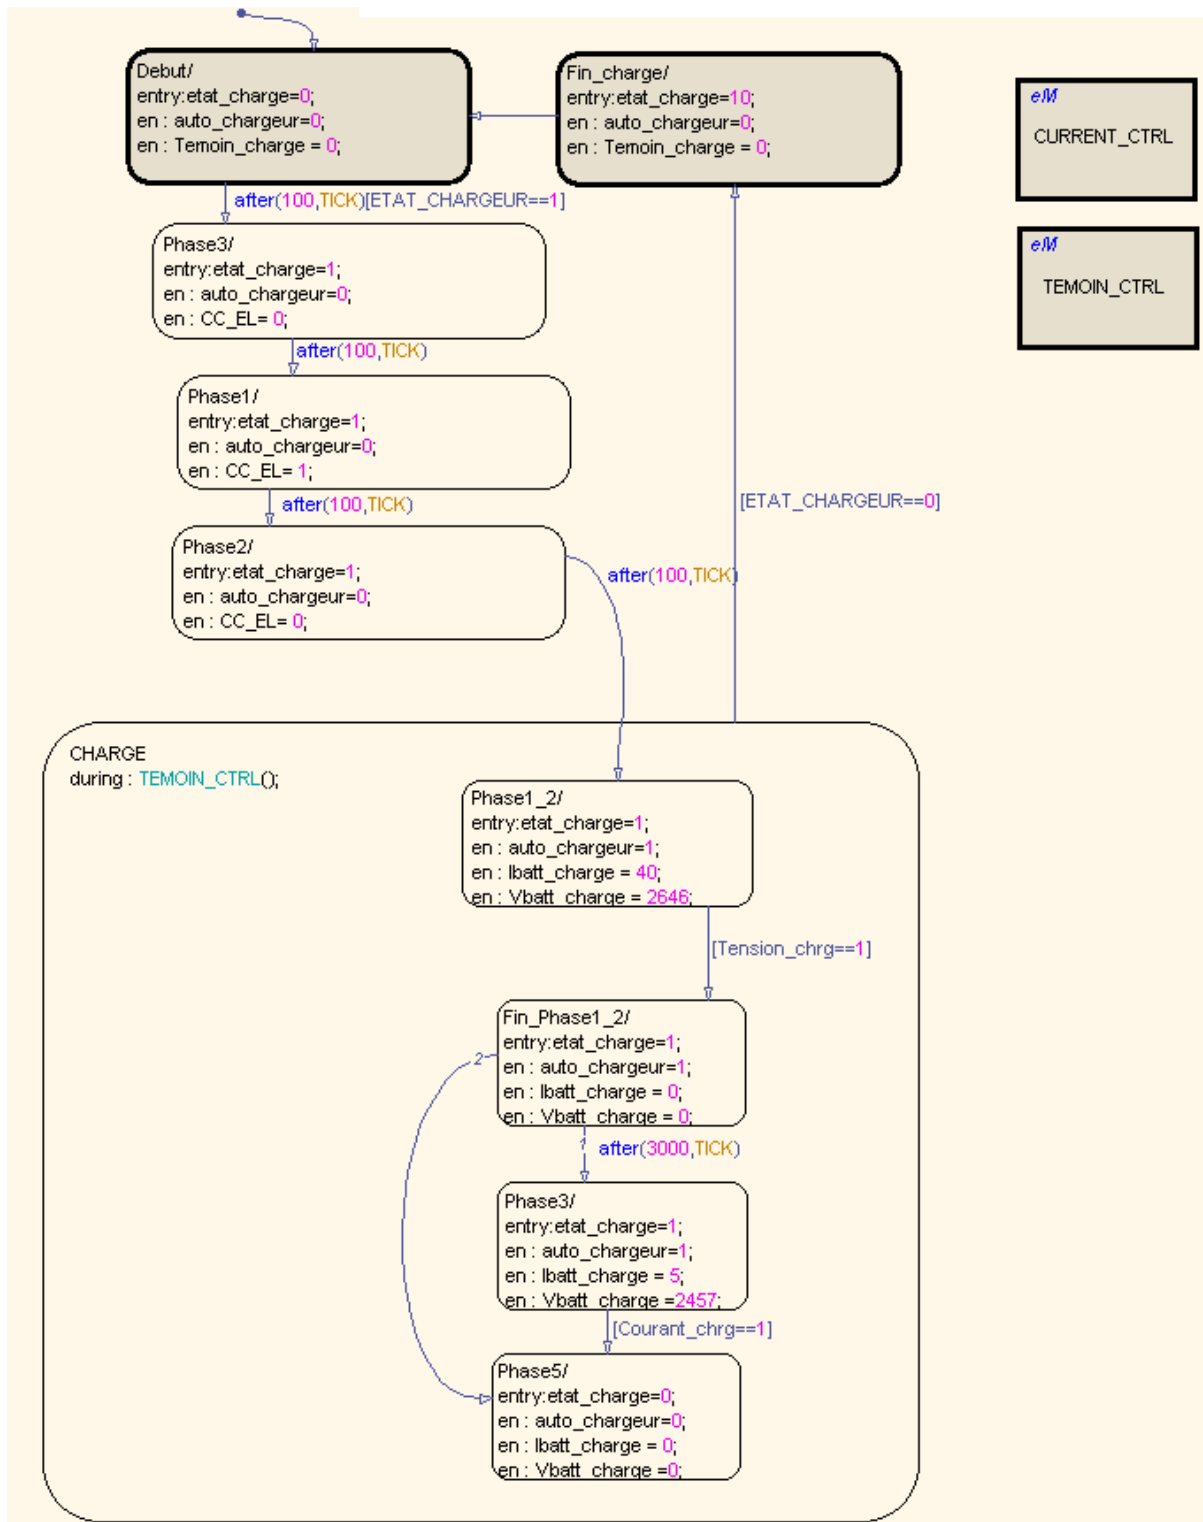 Debut/
entry:etat_charge=0;
en : auto_chargeur=0;
en : Temoin_charge = 0;
Fin_charge/
entry:etat_charge=10;
en : auto_chargeur=0;
en : Temoin_charge = 0;
eM
CURRENT_CTRL
eM
TEMOIN_CTRL
after(100,TICK)[ETAT_CHARGEUR==1]
Phase3/
entry:etat_charge=1;
en : auto_chargeur=0;
en : CC_EL= 0;
after(100,TICK)
Phase1/
entry:etat_charge=1;
en : auto_chargeur=0;
en : CC_EL= 1;
after(100,TICK)
[ETAT_CHARGEUR==0]
Phase2/
entry:etat_charge=1;
en : auto_chargeur=0;
en : CC_EL= 0;
after(100,TICK)
CHARGE
during : TEMOIN_CTRL();
Phase1_2/
entry:etat_charge=1;
en : auto_chargeur=1;
en : Ibatt_charge = 40;
en : Vbatt_charge = 2646;
[Tension_chrg==1]
Fin_Phase1_2/
entry:etat_charge=1;
en : auto_chargeur=1;
en : Ibatt_charge = 0;
en : Vbatt_charge = 0;
2
1
after(3000,TICK)
Phase3/
entry:etat_charge=1;
en : auto_chargeur=1;
en : Ibatt_charge = 5;
en : Vbatt_charge =2457;
[Courant_chrg==1]
Phase5/
entry:etat_charge=0;
en : auto_chargeur=0;
en : Ibatt_charge = 0;
en : Vbatt_charge =0;